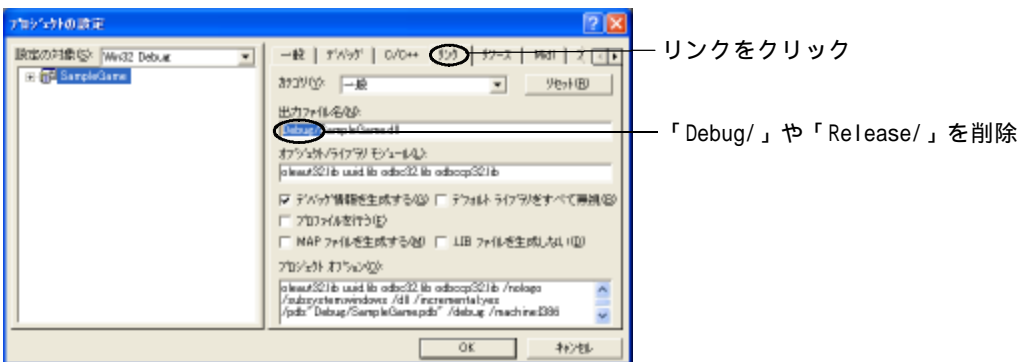 プロジェクトの設定
設定の対象(S): Win32 Debug
SampleGame
一般 デバッグ C/C++ リンク リソース MIDL
カテゴリ(Y): 一般 リセット(R)
出力ファイル名(N):
Debug/SampleGame.dll
オブジェクト/ライブラリ モジュール(L):
oleaut32.lib uuid.lib odbc32.lib odbccp32.lib
デバッグ情報を生成する(G) デフォルト ライブラリをすべて無視(E)
プロファイルを行う(E)
MAP ファイルを生成する(M) LIB ファイルを生成しない(D)
プロジェクト オプション(O):
oleaut32.lib uuid.lib odbc32.lib odbccp32.lib /nologo
/subsystem:windows /dll /incremental:yes
/pdb:"Debug/SampleGame.pdb" /debug /machine:I386
OK キャンセル
リンクをクリック
「Debug/」や「Release/」を削除